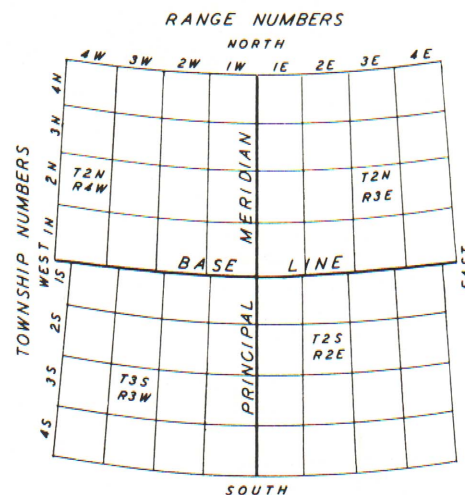 RANGE NUMBERS
NORTH
4W 3W 2W 1W 1E 2E 3E 4E
4N
3N
2N
1N
T2N
R4W
T2N
R3E
MERIDIAN
TOWNSHIP NUMBERS
WEST
EAST
BASE LINE
1S
2S
3S
4S
PRINCIPAL
T2S
R2E
T3S
R3W
SOUTH